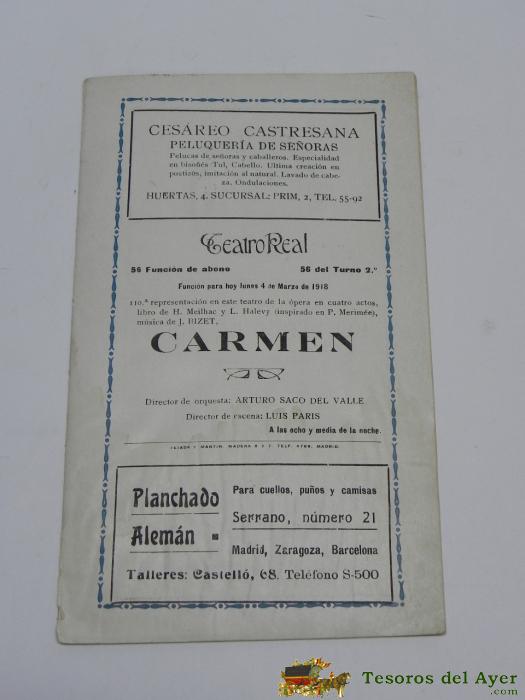 CESÁREO CASTRESANA
PELUQUERÍA DE SEÑORAS
Pelucas de señoras y caballeros. Especialidad
en bisoñés Tul, Cabello. Ultima creación en
postizos, imitación al natural. Lavado de cabe-
za. Ondulaciones.
HUERTAS, 4. SUCURSAL: PRIM, 2, TEL. 55-92
Teatro Real
56 Función de abono 56 del Turno 2.º
Función para hoy lunes 4 de Marzo de 1918
110.ª representación en este teatro de la ópera en cuatro actos,
libro de H. Meilhac y L. Halevy (inspirado en P. Merimée),
música de J. BIZET,
CARMEN
Director de orquesta: ARTURO SACO DEL VALLE
Director de escena: LUIS PARIS
A las ocho y media de la noche.
MARTIN. MADERA TELF. MADRID.
Planchado
Alemán
Para cuellos, puños y camisas
Serrano, número 21
Madrid, Zaragoza, Barcelona
Talleres: Castelló, 68. Teléfono S-500
Tesoros del Ayer
.com